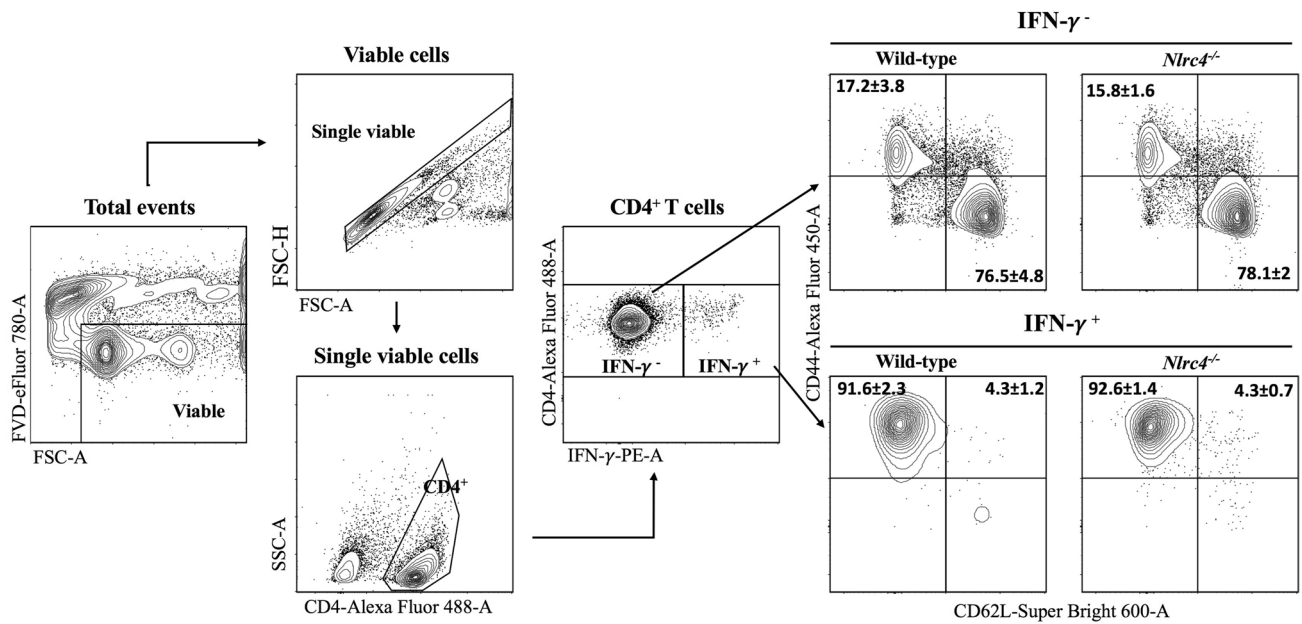 IFN-γ -
Wild-type
Nlrc4-/-
17.2±3.8
15.8±1.6
76.5±4.8
78.1±2
Viable cells
Single viable
FSC-H
FSC-A
Total events
Viable
FVD-eFluor 780-A
FSC-A
Single viable cells
CD4+
SSC-A
CD4-Alexa Fluor 488-A
CD4+ T cells
IFN-γ -
IFN-γ +
CD4-Alexa Fluor 488-A
IFN-γ-PE-A
CD44-Alexa Fluor 450-A
IFN-γ +
Wild-type
Nlrc4-/-
91.6±2.3
4.3±1.2
92.6±1.4
4.3±0.7
CD62L-Super Bright 600-A